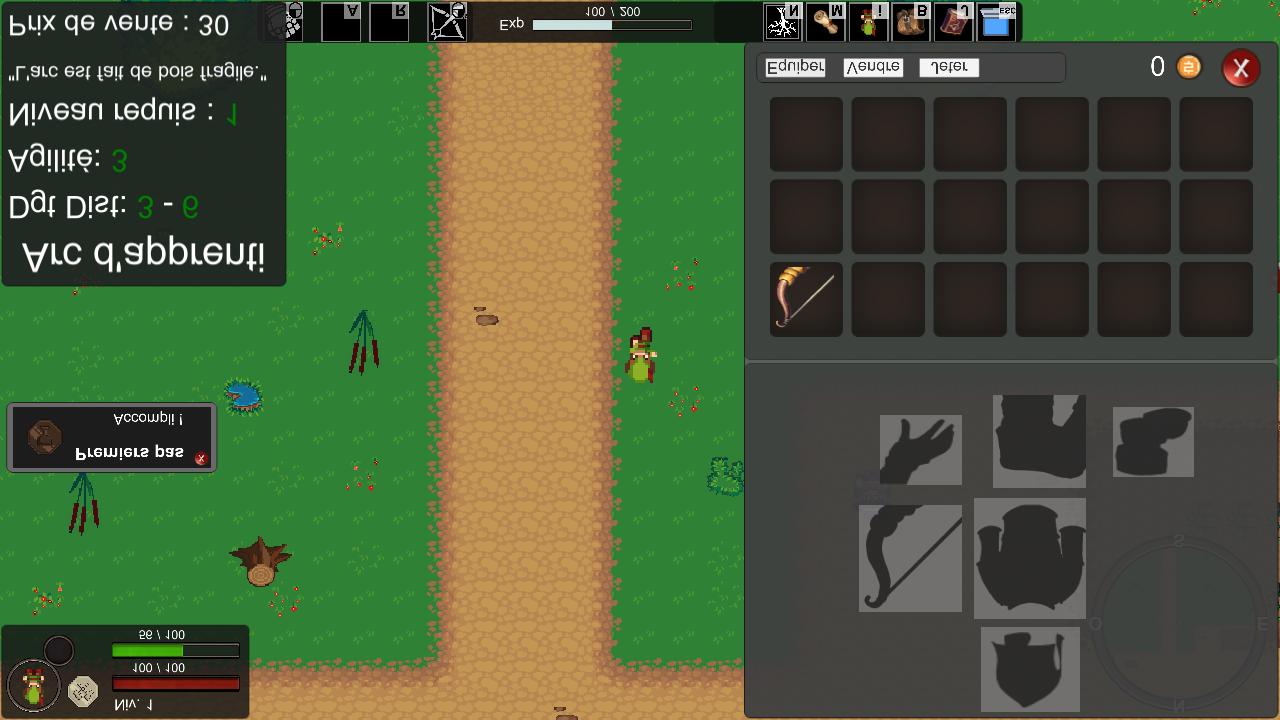 Niv. 1
100 / 100
56 / 100
Premiers pas
Accompli !
Arc d'apprenti
Dgt Dist: 3 - 6
Agilité: 3
Niveau requis : 1
"L'arc est fait de bois fragile."
Prix de vente : 30
N
O
E
S
Equiper
Vendre
Jeter
0
X
A
R
Exp
100 / 200
N
M
i
B
J
esc